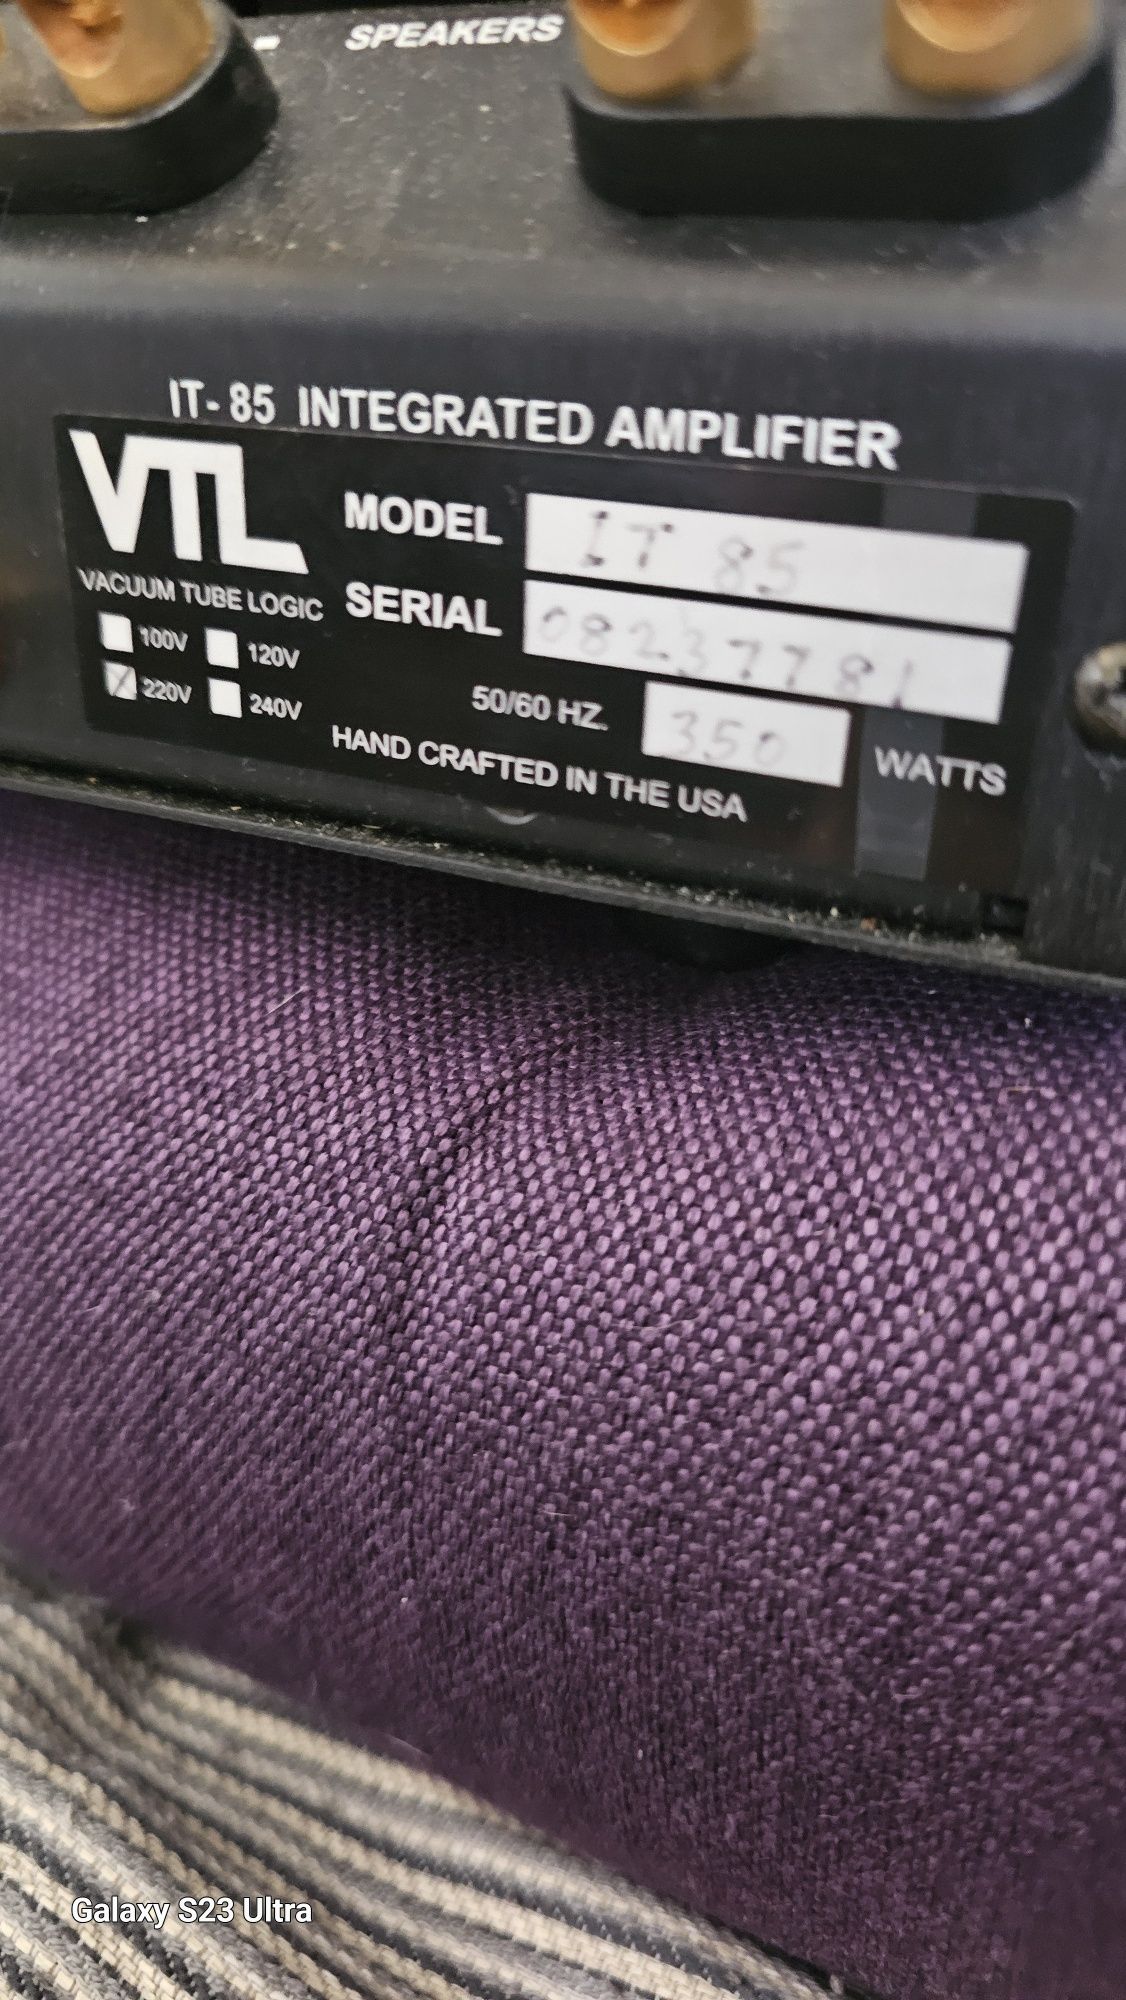 - SPEAKERS
IT-85 INTEGRATED AMPLIFIER
VTL
VACUUM TUBE LOGIC
MODEL IT 85
SERIAL 08237781
100V 120V
220V 240V
50/60 HZ. 350 WATTS
HAND CRAFTED IN THE USA
Galaxy S23 Ultra